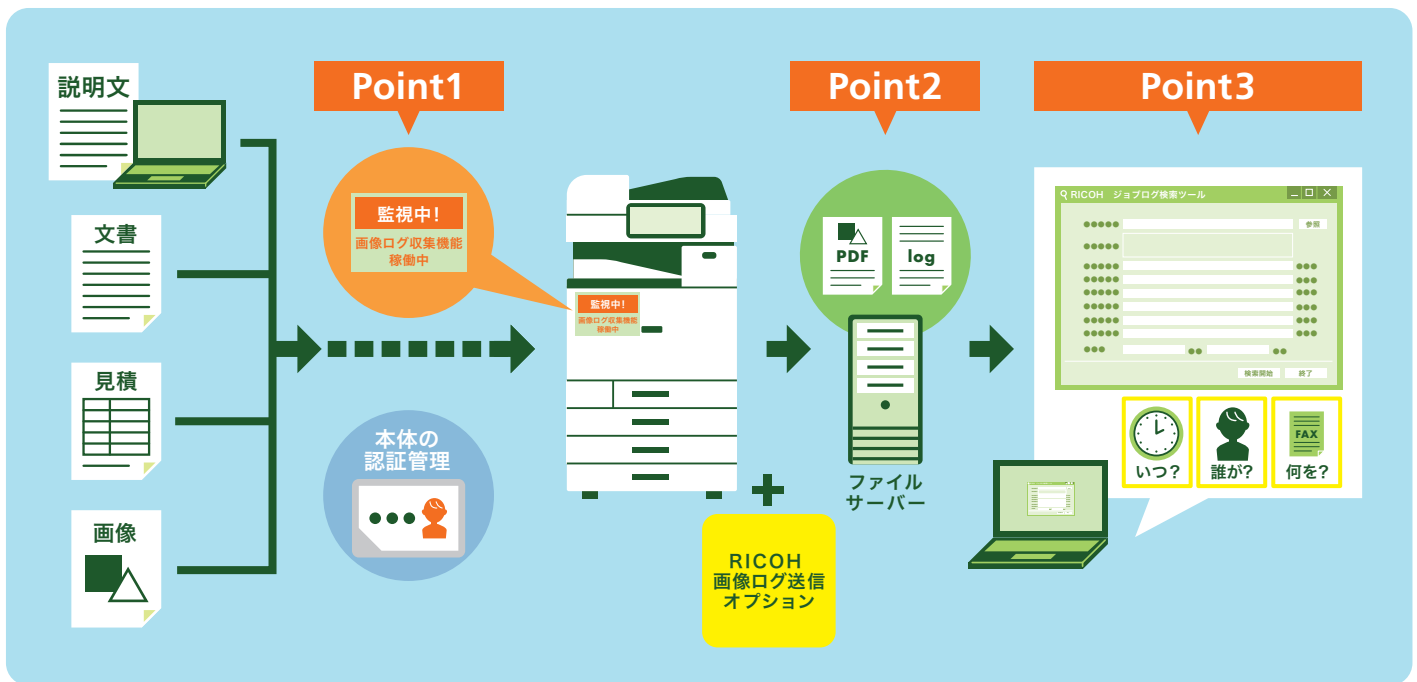 説明文
文書
見積
画像
Point1
監視中!
画像ログ収集機能
稼働中
本体の
認証管理
監視中!
画像ログ収集機能
稼働中
RICOH
画像ログ送信
オプション
Point2
PDF
log
ファイル
サーバー
Point3
RICOH ジョブログ検索ツール
参照
検索開始 終了
FAX
いつ? 誰が? 何を?